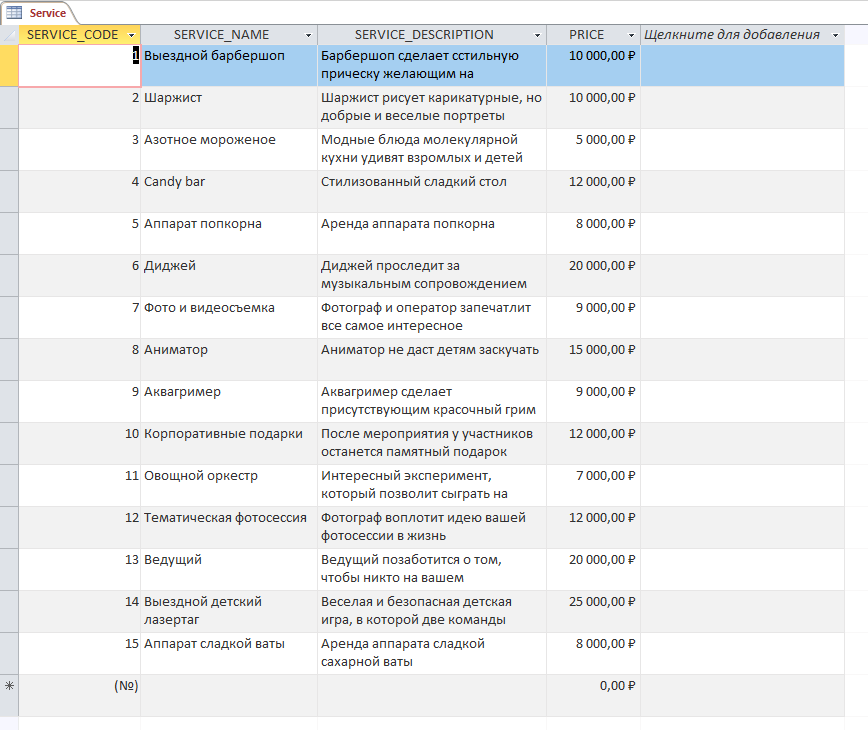 Service
SERVICE_CODE SERVICE_NAME SERVICE_DESCRIPTION PRICE Щелкните для добавления
1 Выездной барбершоп Барбершоп сделает сстильную 10 000,00 ₽
прическу желающим на
2 Шаржист Шаржист рисует карикатурные, но 10 000,00 ₽
добрые и веселые портреты
3 Азотное мороженое Модные блюда молекулярной 5 000,00 ₽
кухни удивят взромлых и детей
4 Candy bar Стилизованный сладкий стол 12 000,00 ₽
5 Аппарат попкорна Аренда аппарата попкорна 8 000,00 ₽
6 Диджей Диджей проследит за 20 000,00 ₽
музыкальным сопровождением
7 Фото и видеосъемка Фотограф и оператор запечатлит 9 000,00 ₽
все самое интересное
8 Аниматор Аниматор не даст детям заскучать 15 000,00 ₽
9 Аквагример Аквагример сделает 9 000,00 ₽
присутствующим красочный грим
10 Корпоративные подарки После мероприятия у участников 12 000,00 ₽
останется памятный подарок
11 Овощной оркестр Интересный эксперимент, 7 000,00 ₽
который позволит сыграть на
12 Тематическая фотосессия Фотограф воплотит идею вашей 12 000,00 ₽
фотосессии в жизнь
13 Ведущий Ведущий позаботится о том, 20 000,00 ₽
чтобы никто на вашем
14 Выездной детский Веселая и безопасная детская 25 000,00 ₽
лазертаг игра, в которой две команды
15 Аппарат сладкой ваты Аренда аппарата сладкой 8 000,00 ₽
сахарной ваты
(№) 0,00 ₽